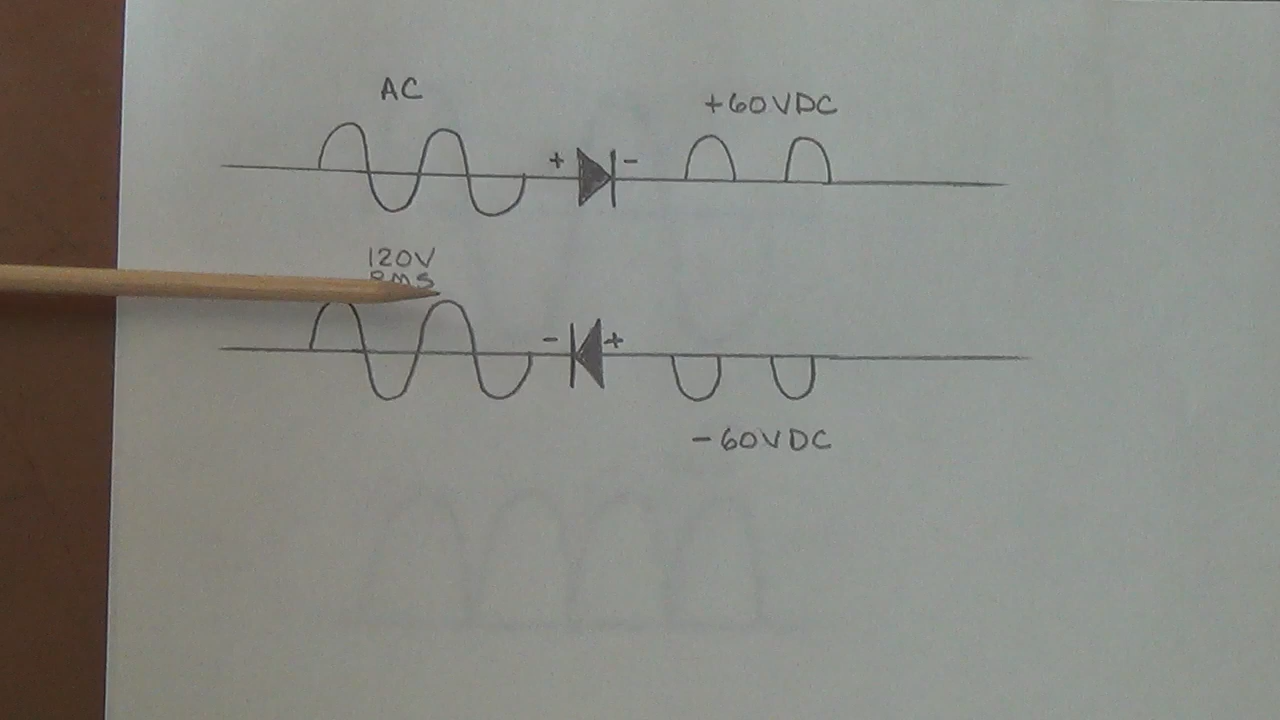 AC
+60VDC
+ -
120V
RMS
- +
-60VDC